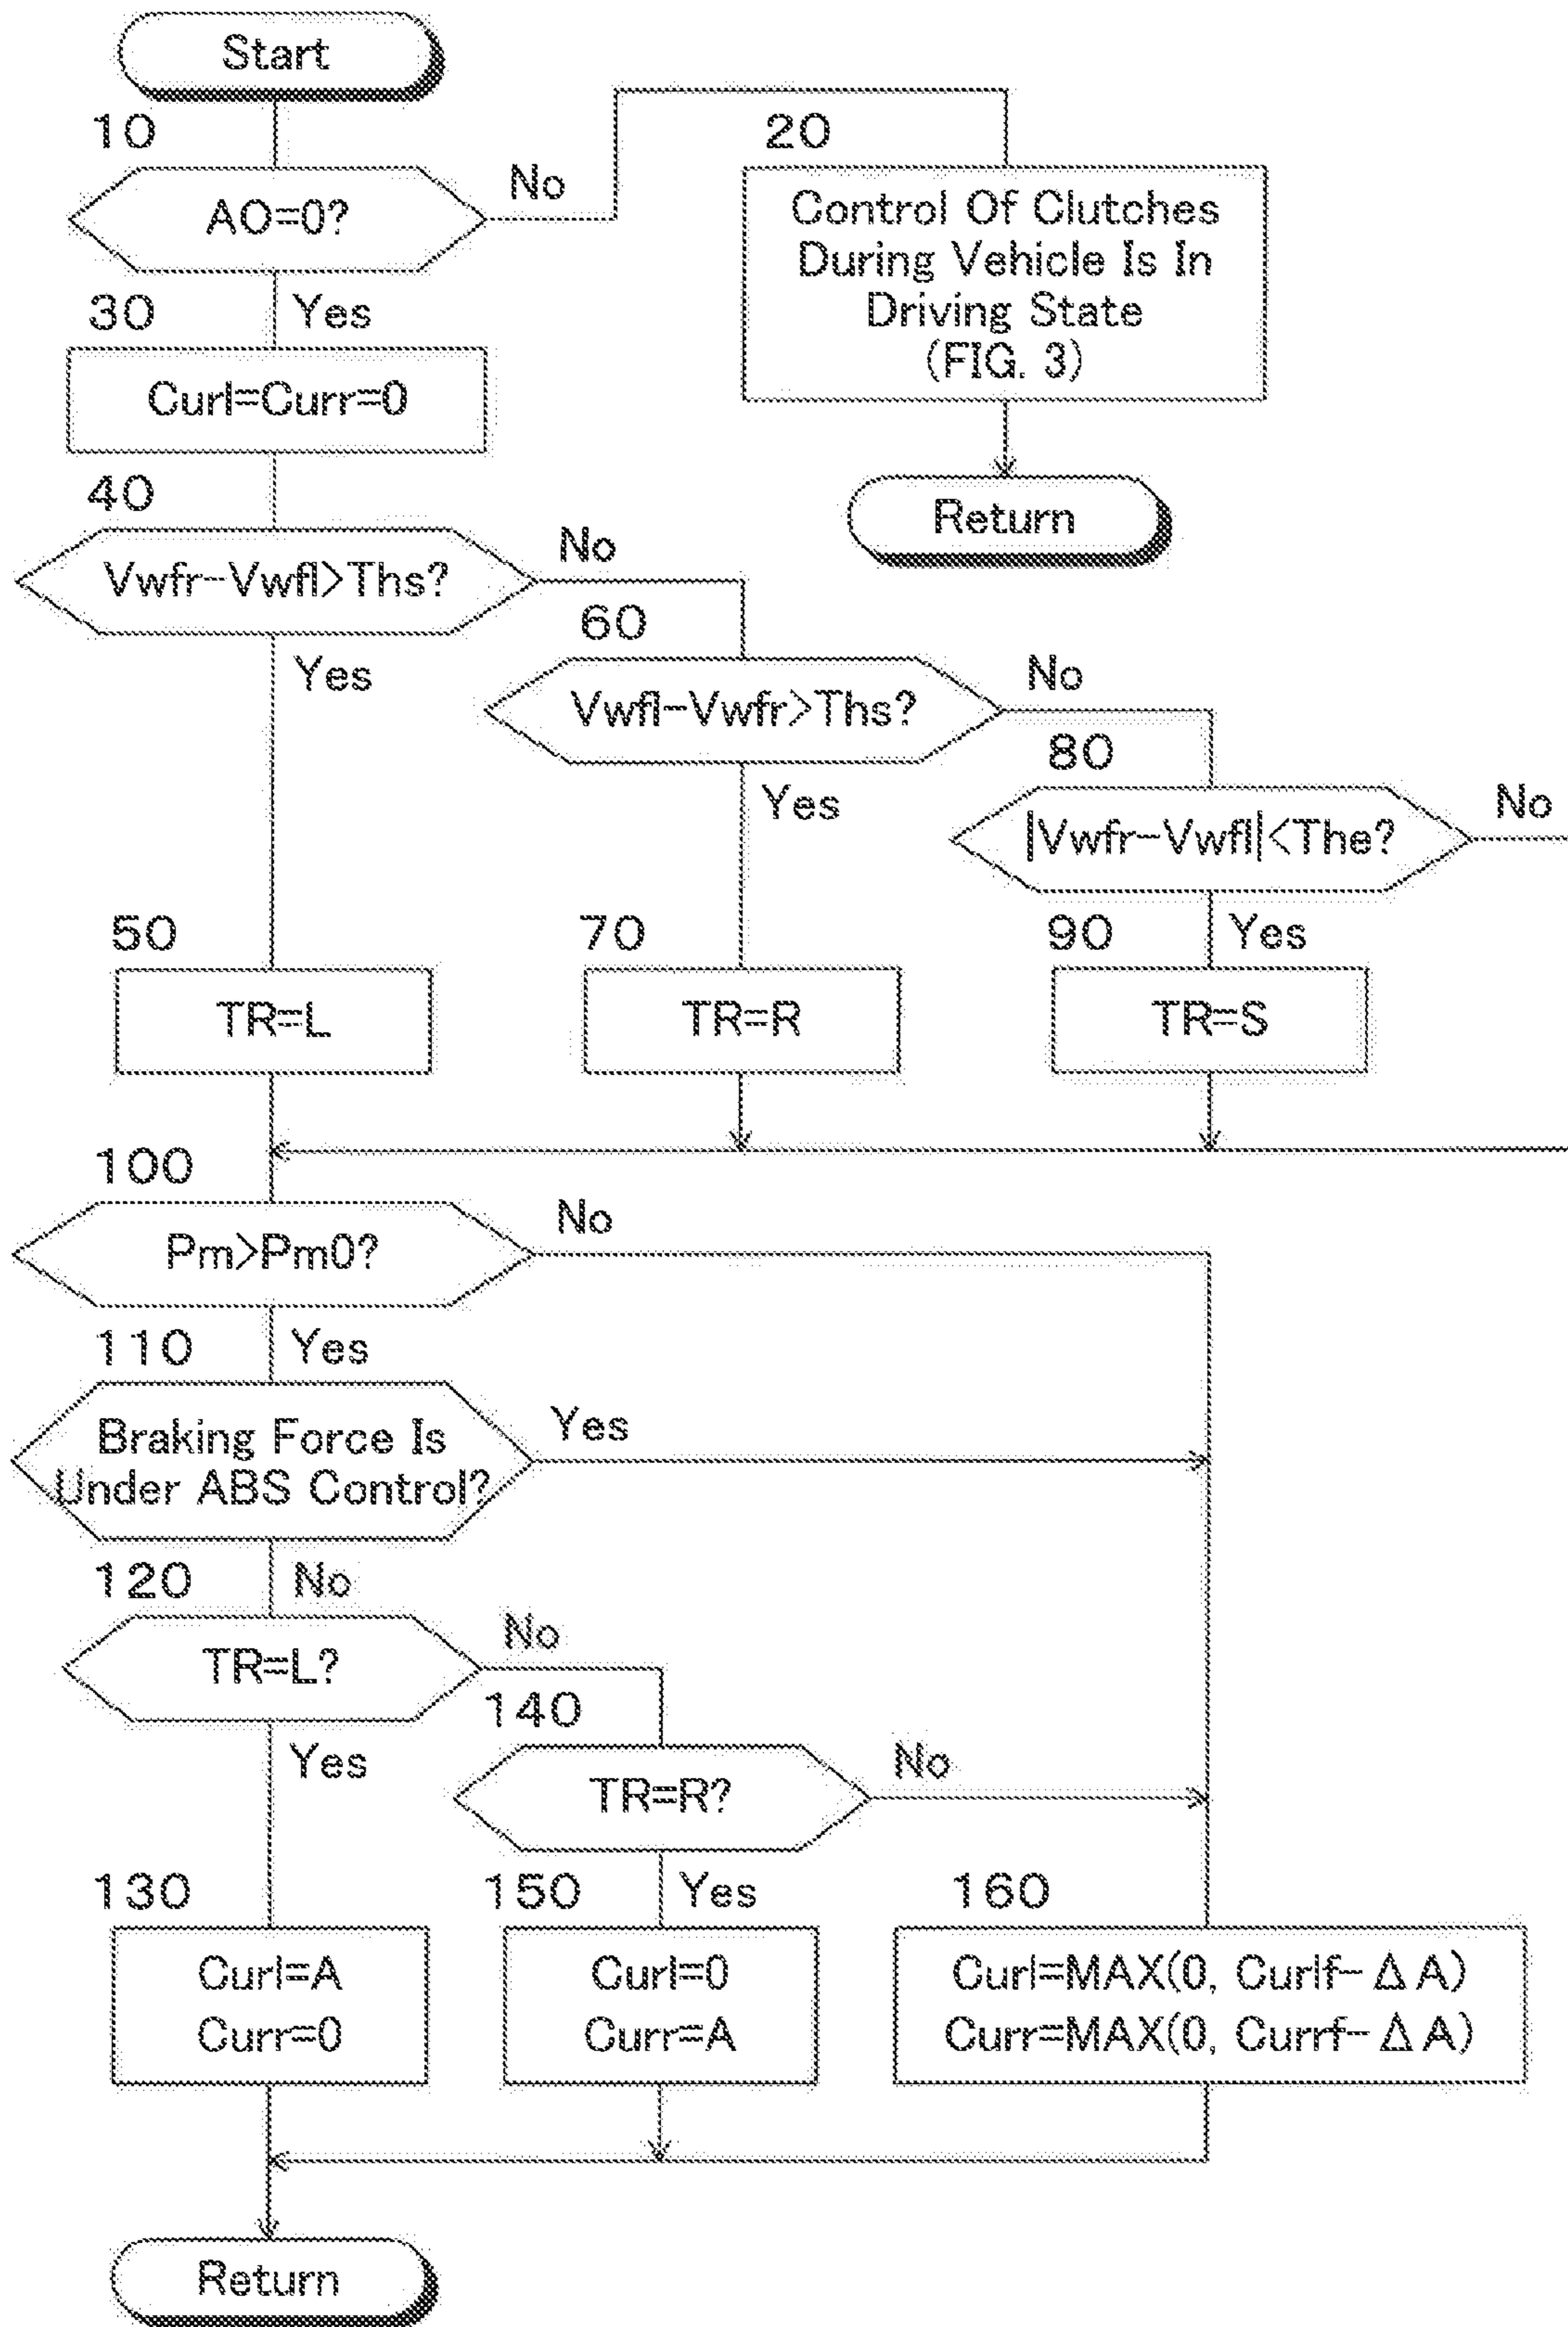 Start
10
AO=0?
No
20
Control Of Clutches
During Vehicle Is In
Driving State
(FIG. 3)
Return
30
Yes
Curl=Curr=0
40
Vwfr-Vwfl>Ths?
No
Yes
60
Vwfl-Vwfr>Ths?
No
Yes
80
|Vwfr-Vwfl|<The?
No
50
TR=L
70
TR=R
90
Yes
TR=S
100
Pm>Pm0?
No
110
Yes
Braking Force Is
Under ABS Control?
Yes
120
No
TR=L?
No
Yes
140
TR=R?
No
130
Curl=A
Curr=0
150
Yes
Curl=0
Curr=A
160
Curl=MAX(0, Curlf-ΔA)
Curr=MAX(0, Currf-ΔA)
Return